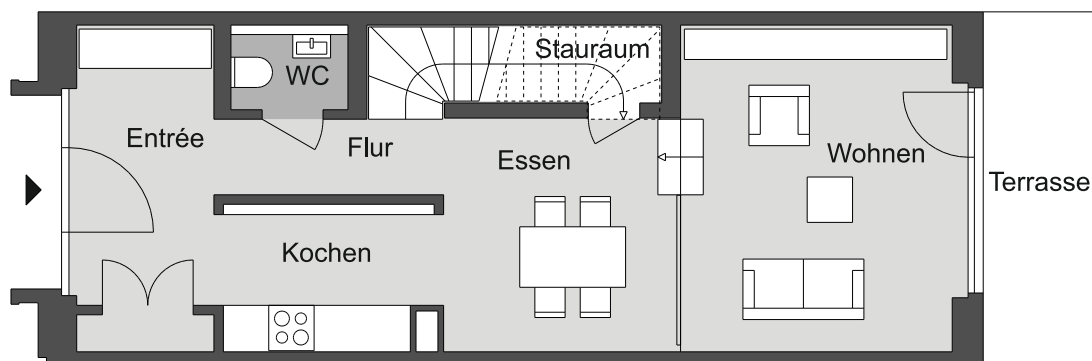 Stauraum
WC
Entrée
Flur
Essen
Wohnen
Terrasse
Kochen